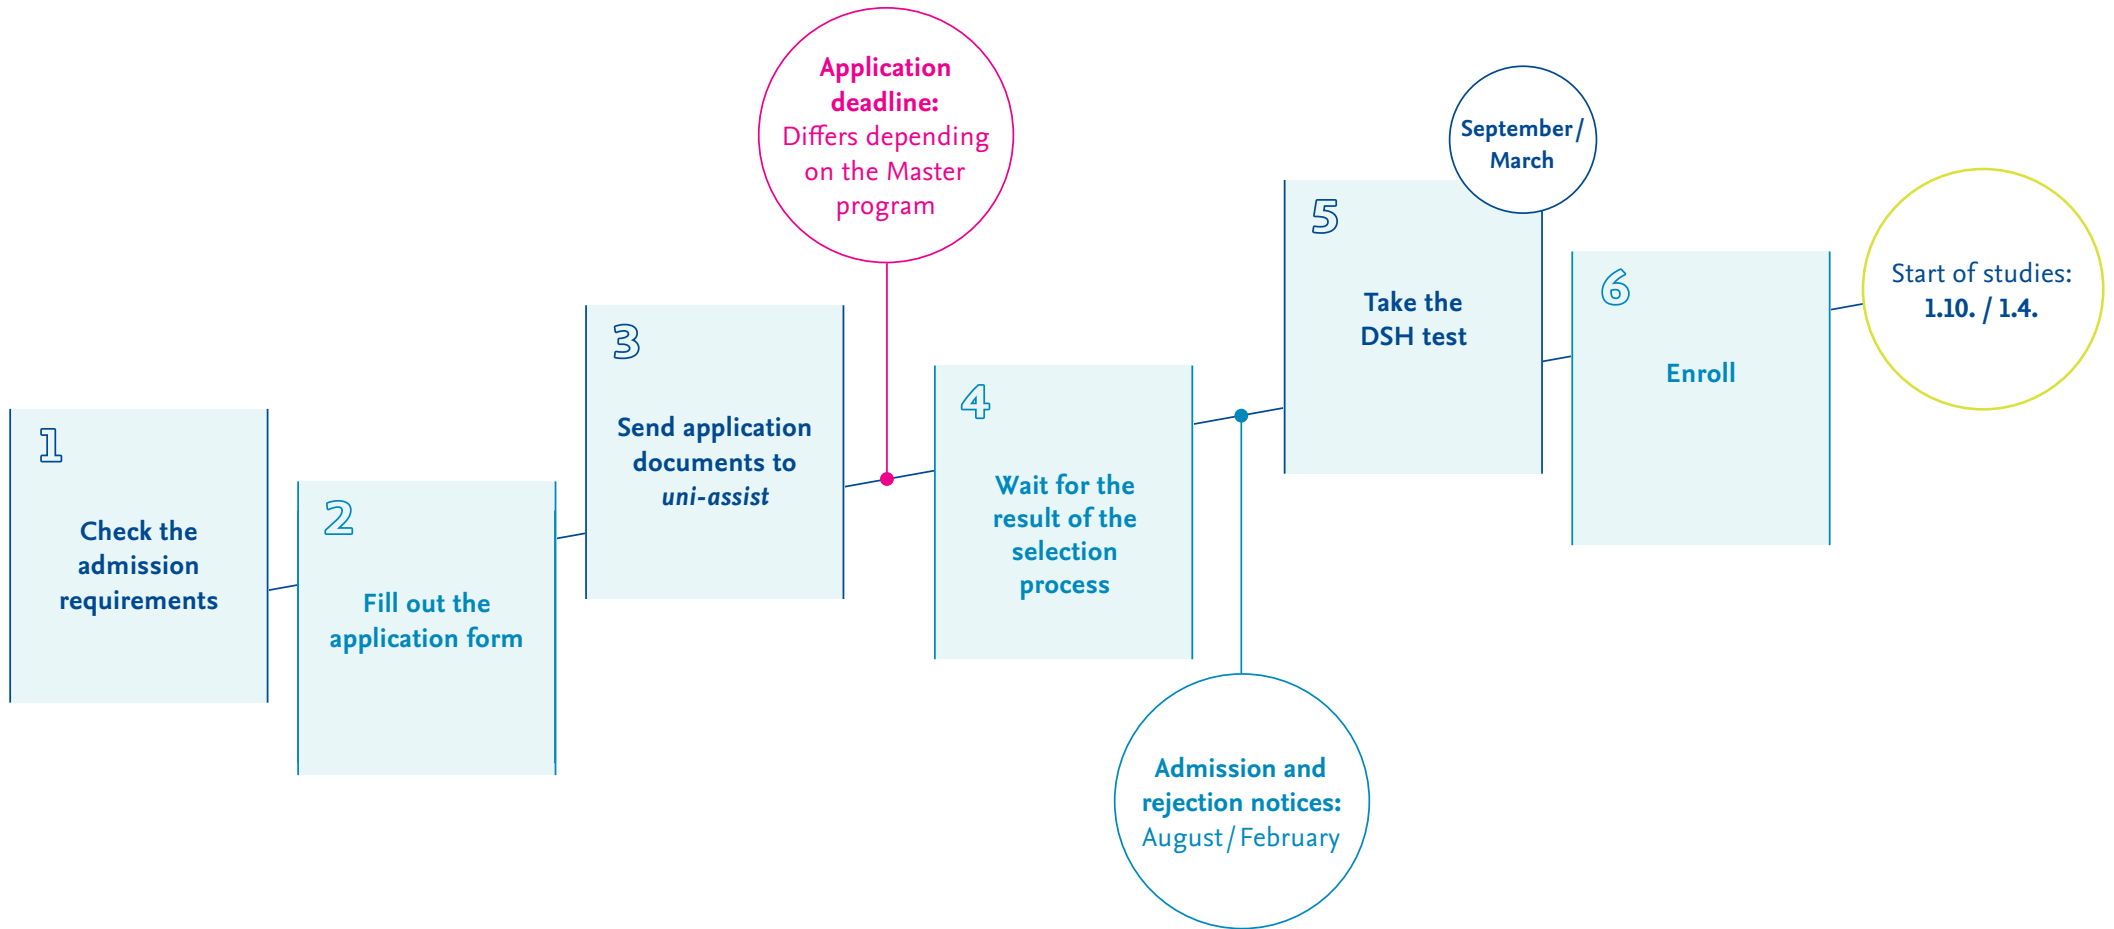 1
Check the
admission
requirements
2
Fill out the
application form
3
Send application
documents to
uni-assist
Application
deadline:
Differs depending
on the Master
program
4
Wait for the
result of the
selection
process
Admission and
rejection notices:
August / February
5
Take the
DSH test
September /
March
6
Enroll
Start of studies:
1.10. / 1.4.